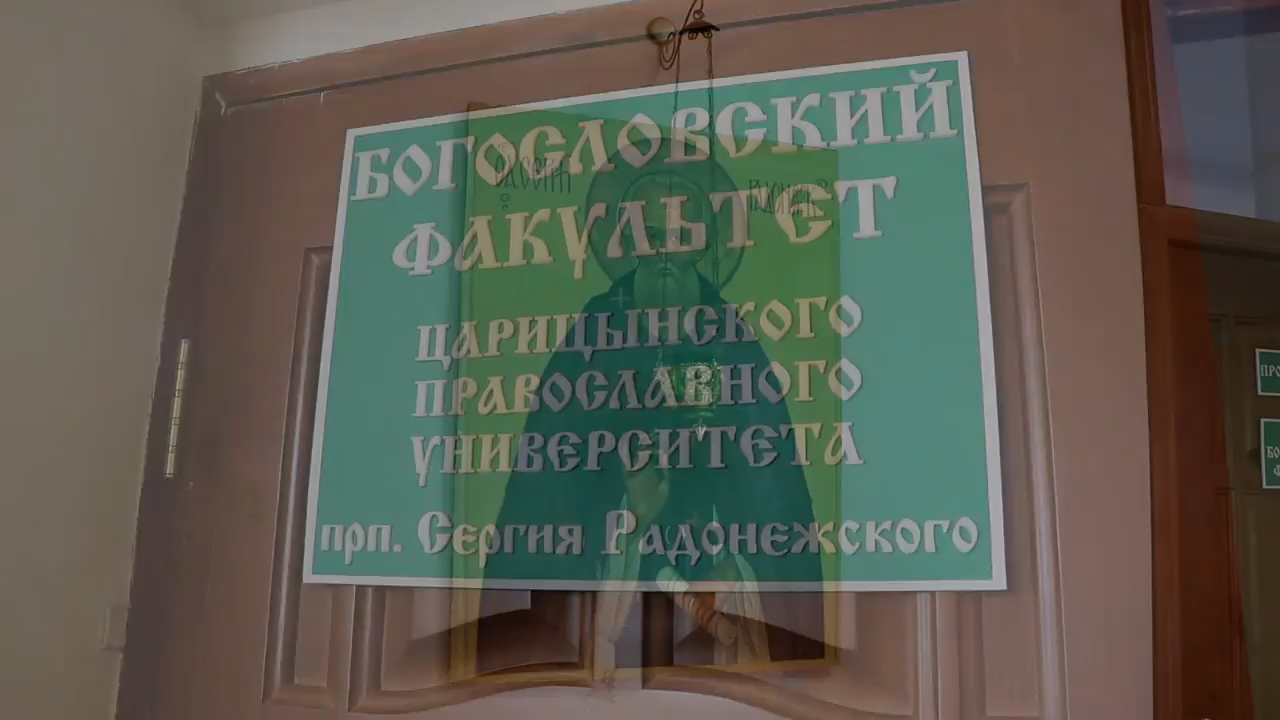 БОГОСЛОВСКИЙ
ФАКУЛЬТЕТ
ЦАРИЦЫНСКОГО
ПРАВОСЛАВНОГО
УНИВЕРСИТЕТА
прп. Сергия Радонежского